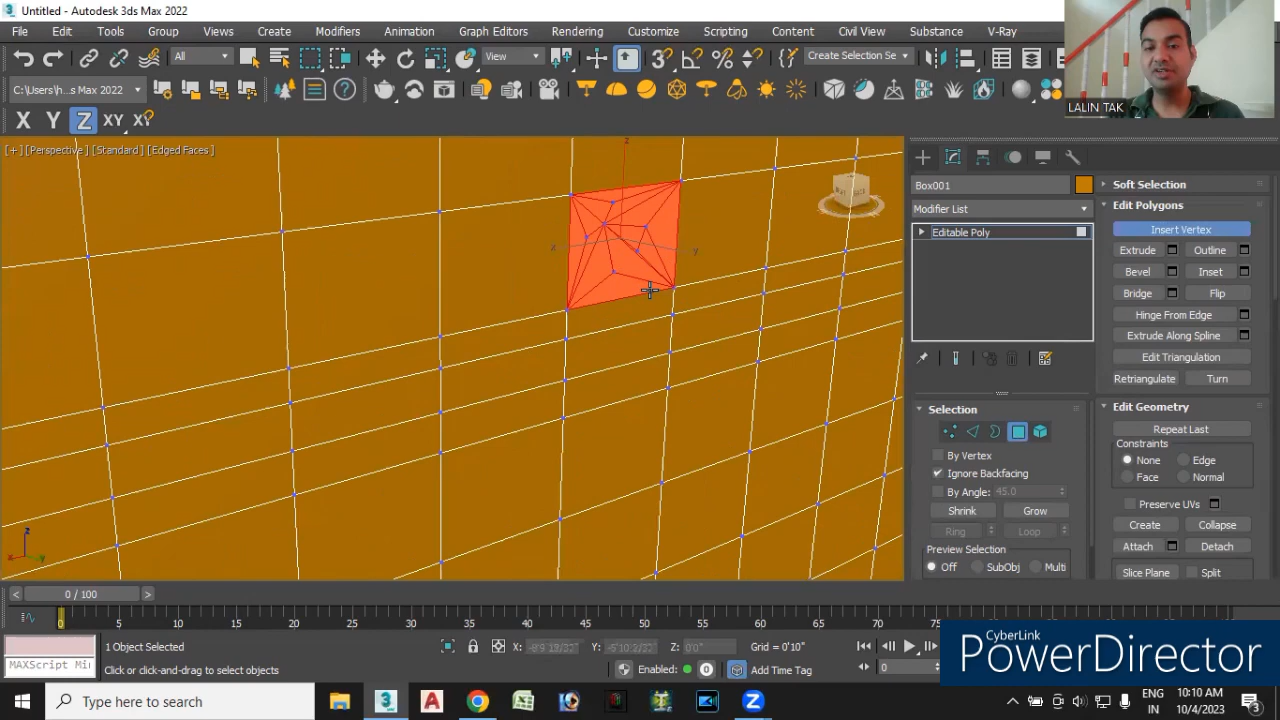 Untitled - Autodesk 3ds Max 2022
File Edit Tools Group Views Create Modifiers Animation Graph Editors Rendering Customize Scripting Content Civil View Substance V-Ray
All View Create Selection Se
C:\Users\h...s Max 2022
LALIN TAK
X Y Z XY
[+] [Perspective] [Standard] [Edged Faces]
z
x
y
z
x
y
Box001
Modifier List
Editable Poly
Selection
By Vertex
Ignore Backfacing
By Angle: 45.0
Shrink Grow
Ring Loop
Preview Selection
Off SubObj Multi
Soft Selection
Edit Polygons
Insert Vertex
Extrude Outline
Bevel Inset
Bridge Flip
Hinge From Edge
Extrude Along Spline
Edit Triangulation
Retriangulate Turn
Edit Geometry
Repeat Last
Constraints
None Edge
Face Normal
Preserve UVs
Create Collapse
Attach Detach
Slice Plane Split
< 0 / 100 >
0 5 10 15 20 25 30 35 40 45 50 55 60 65 70 75
1 Object Selected X: Y: Z: 0'0" Grid = 0'10"
MAXScript Mi Click or click-and-drag to select objects Enabled: 0 Add Time Tag 0
CyberLink
PowerDirector
Type here to search
ENG
IN
10:10 AM
10/4/2023
3